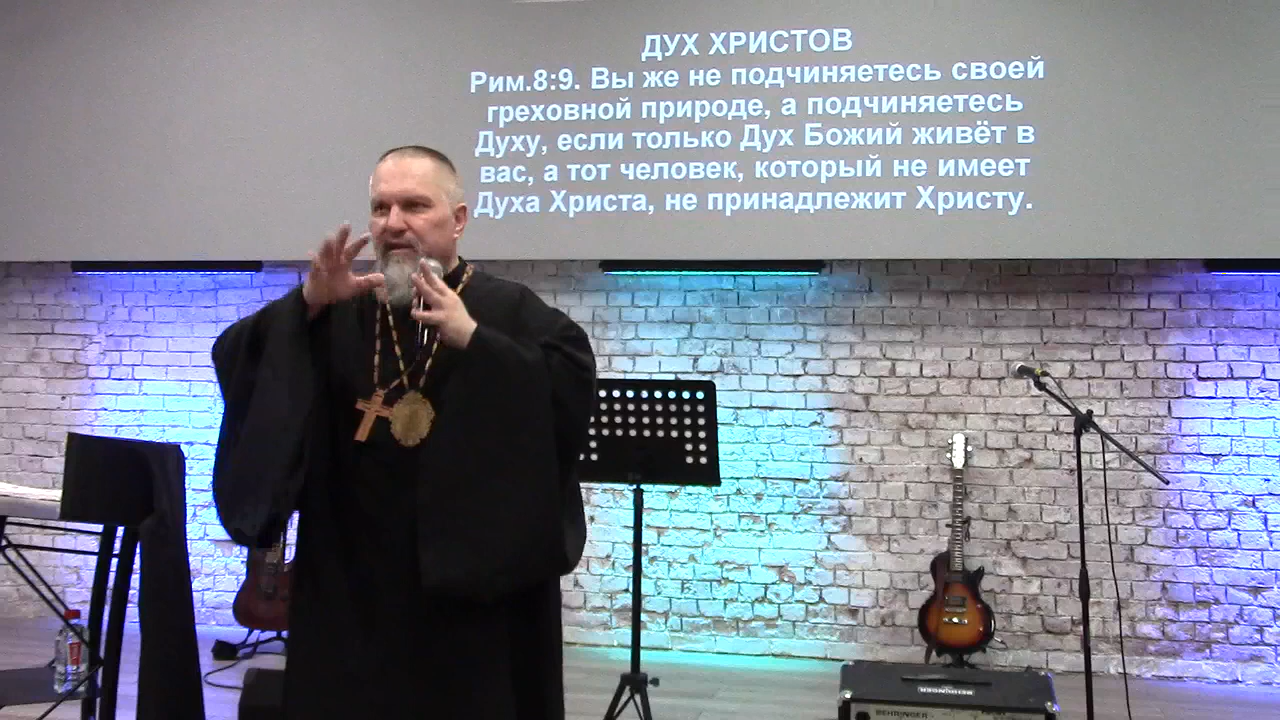 ДУХ ХРИСТОВ
Рим.8:9. Вы же не подчиняетесь своей
греховной природе, а подчиняетесь
Духу, если только Дух Божий живёт в
вас, а тот человек, который не имеет
Духа Христа, не принадлежит Христу.
BEHRINGER